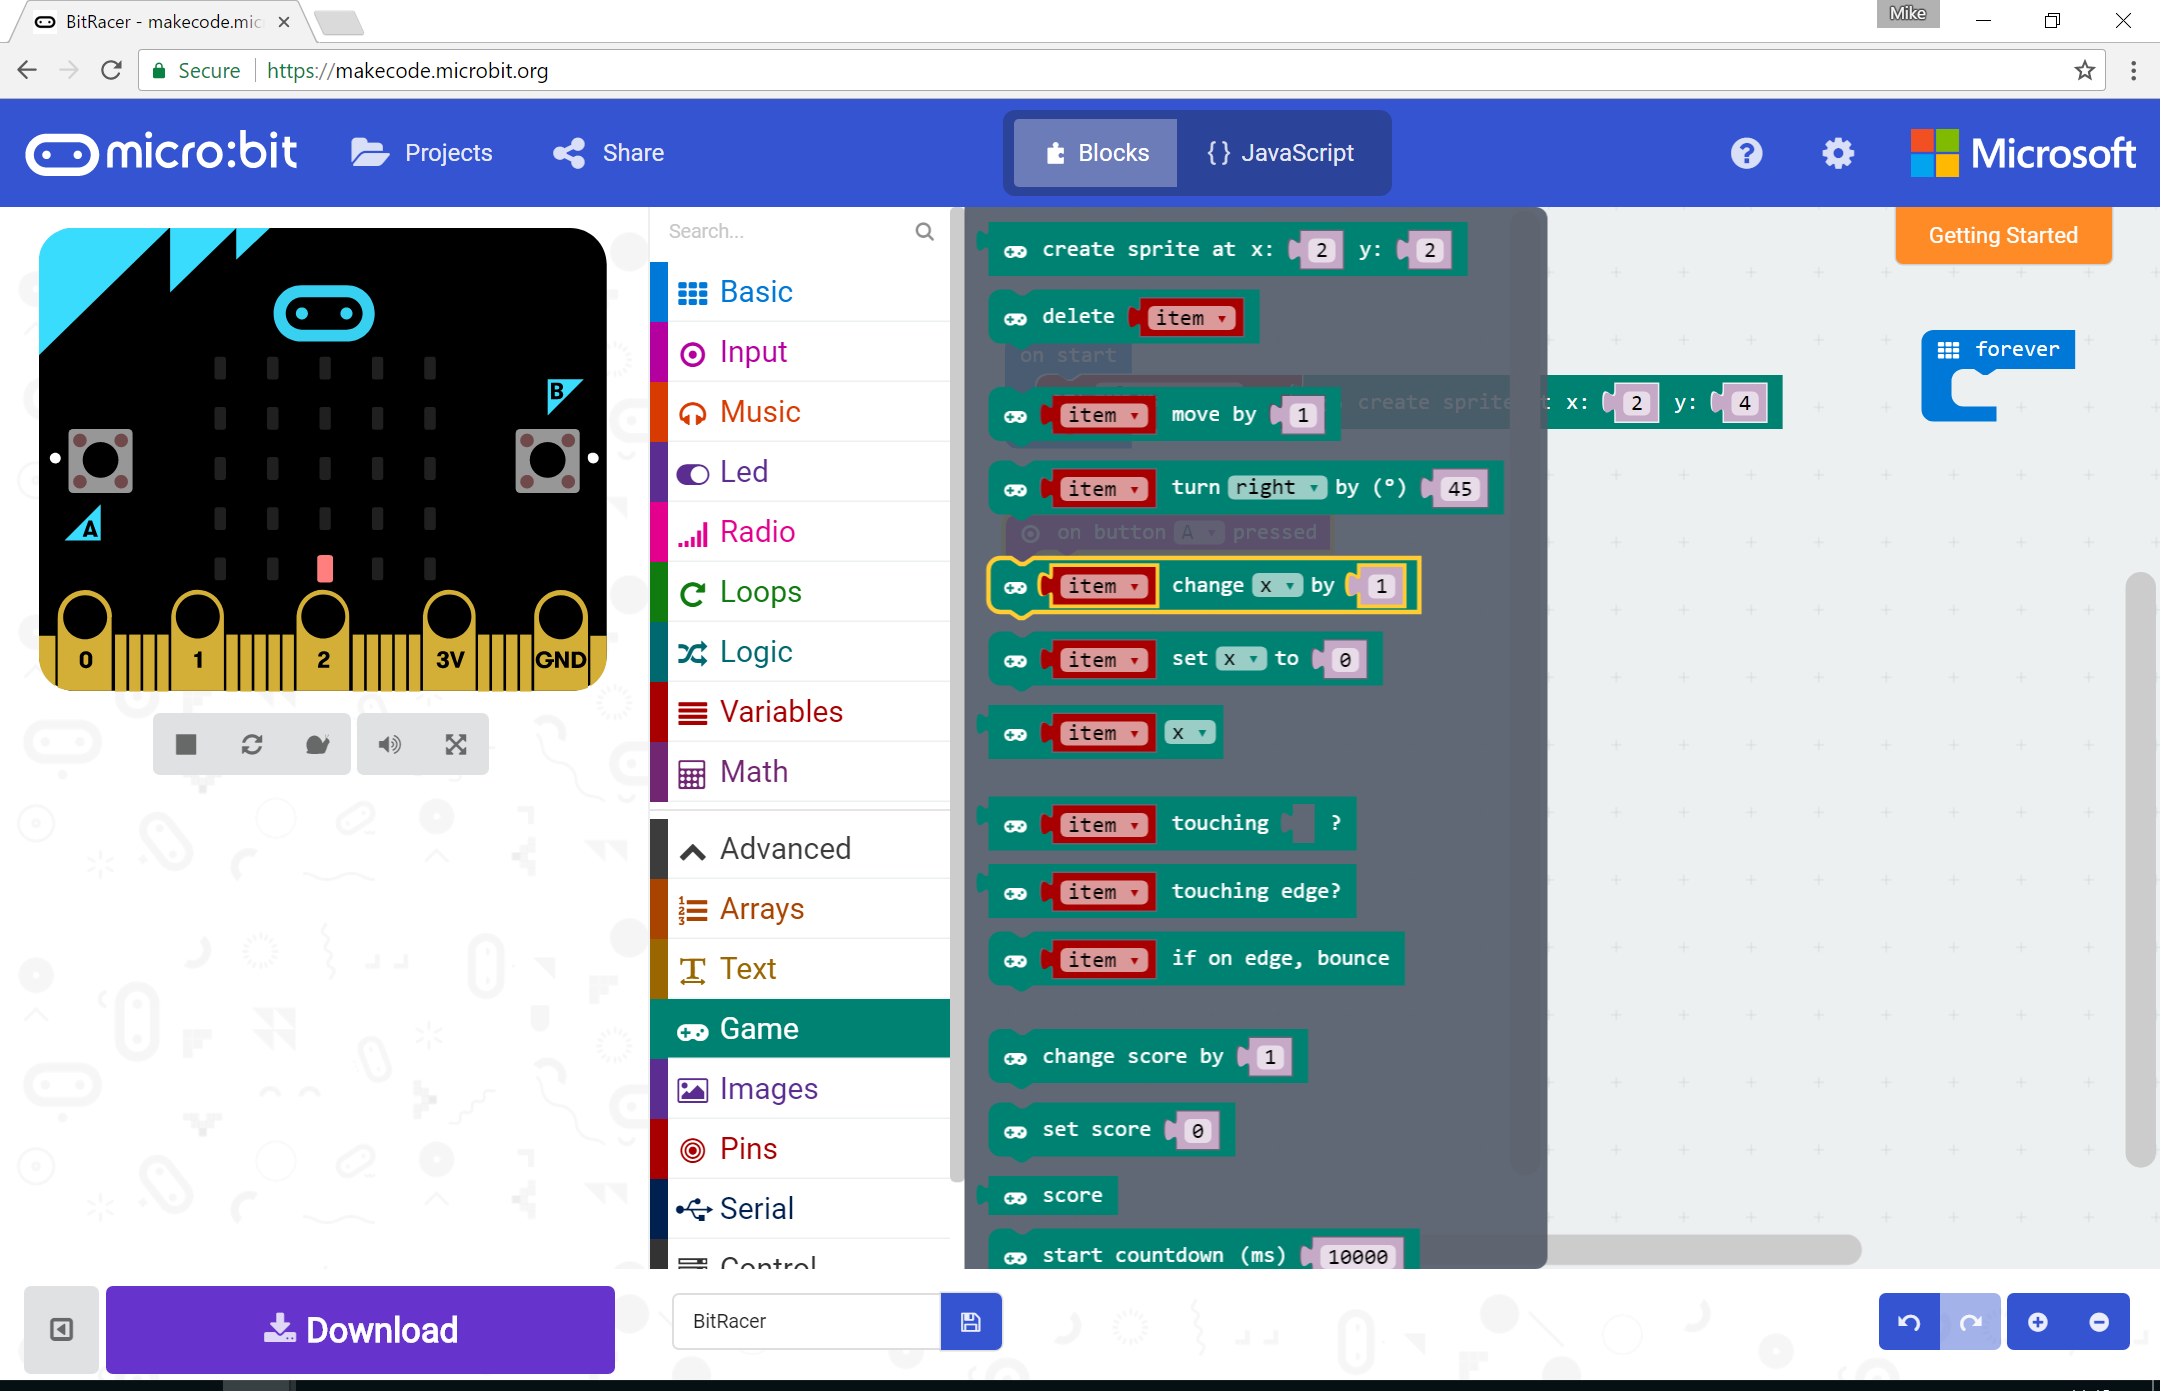 BitRacer - makecode.mic
Mike
Secure
https://makecode.microbit.org
micro:bit
Projects
Share
Blocks
{} JavaScript
?
Microsoft
Getting Started
B
A
0
1
2
3V
GND
Download
Search...
Basic
Input
Music
Led
Radio
Loops
Logic
Variables
Math
Advanced
Arrays
Text
Game
Images
Pins
Serial
Control
create sprite at x: 2 y: 2
delete item
on start
item move by 1
create sprite at x: 2 y: 4
item turn right by (°) 45
on button A pressed
item change x by 1
item set x to 0
item x
item touching ?
item touching edge?
item if on edge, bounce
change score by 1
set score 0
score
start countdown (ms) 10000
forever
BitRacer